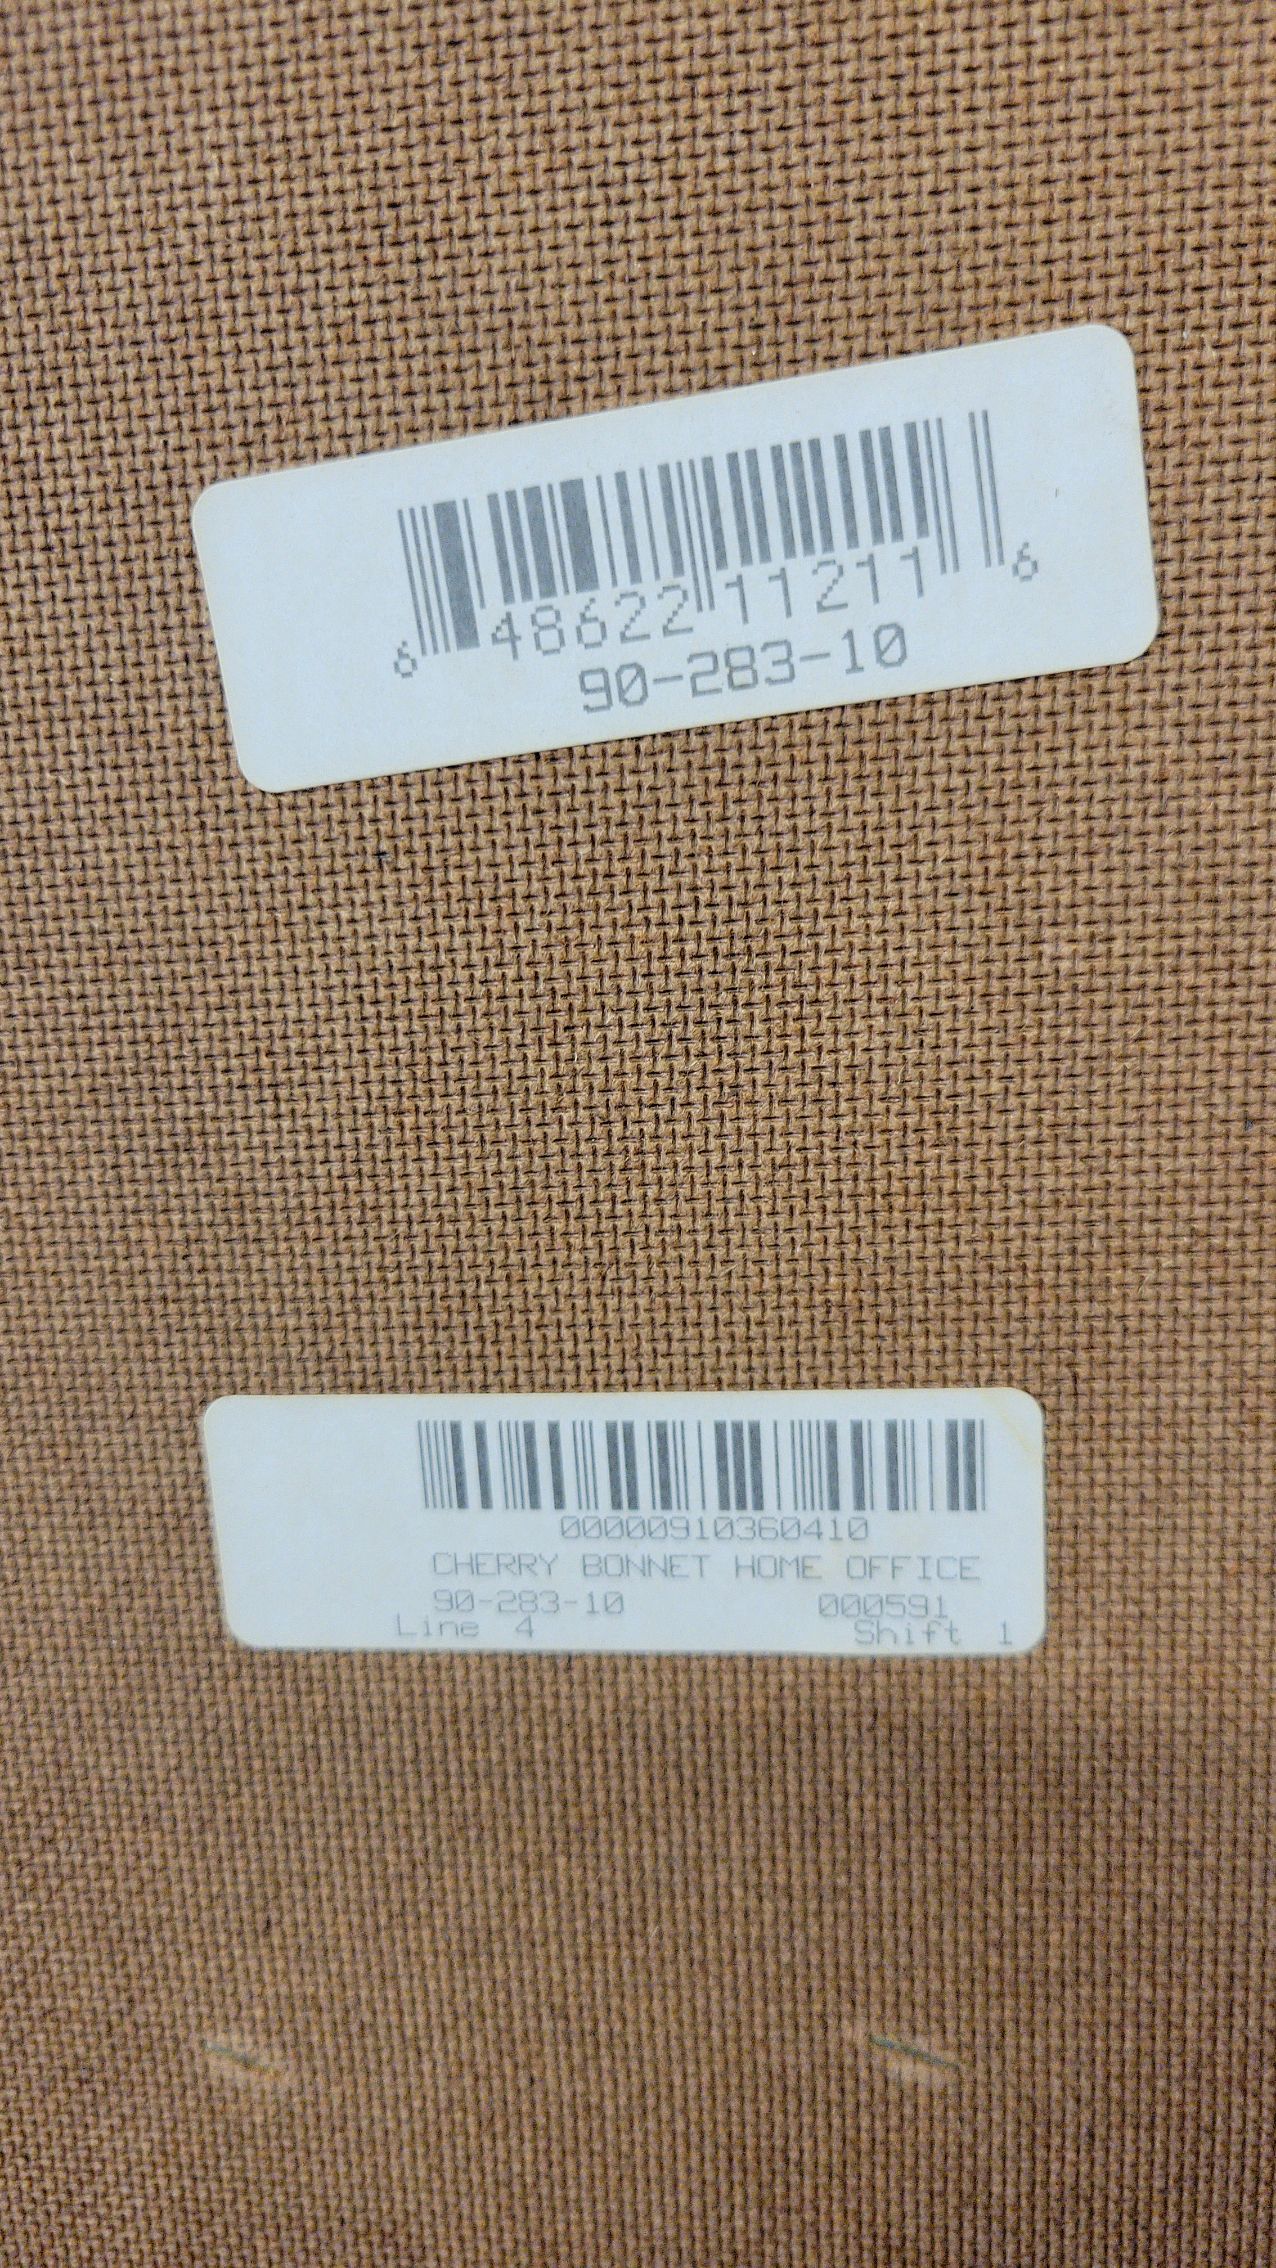 6 48622 11211 6
90-283-10
00000910360410
CHERRY BONNET HOME OFFICE
90-283-10 000591
Line 4 Shift 1